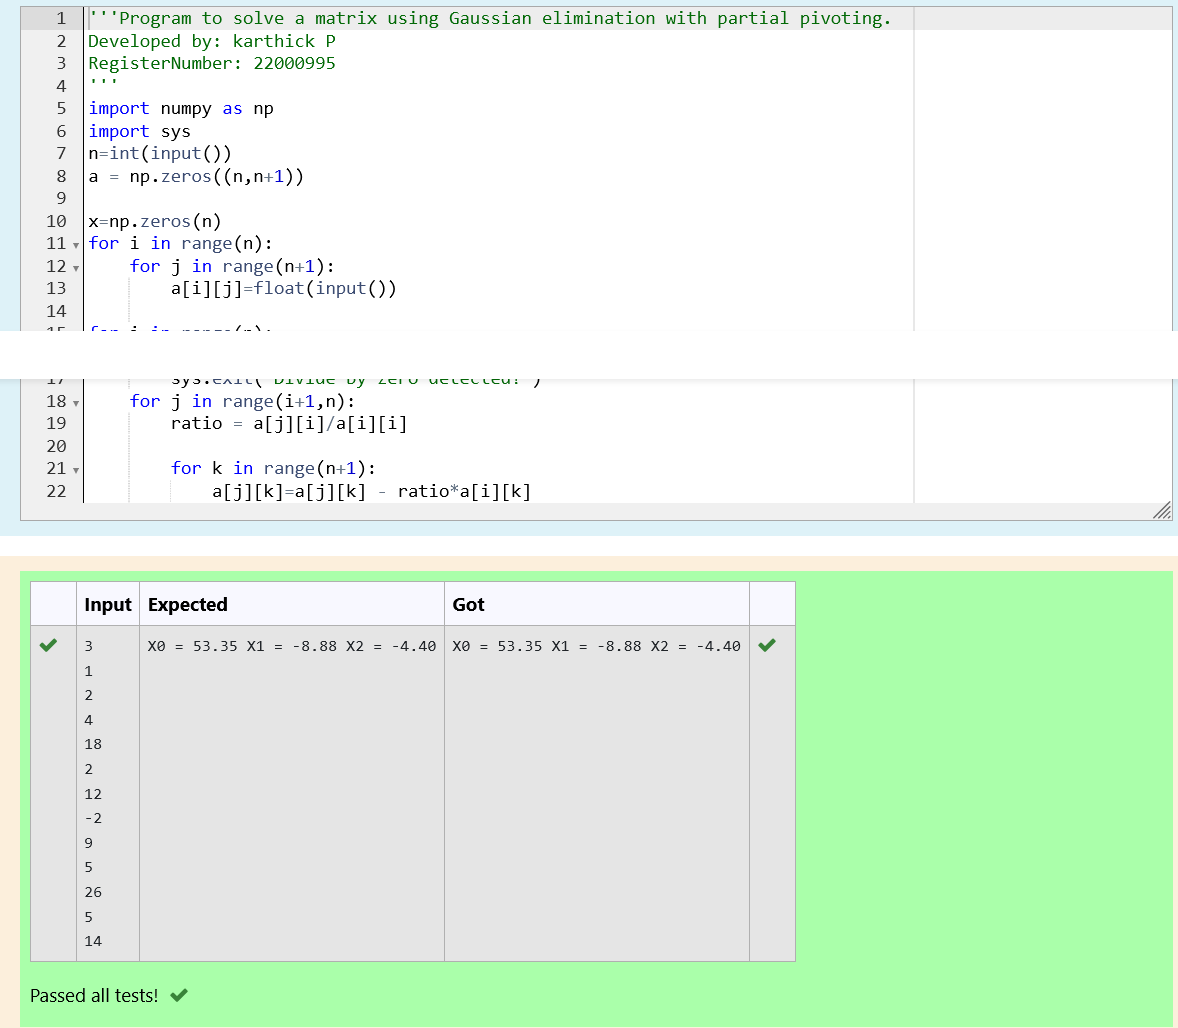 1 '''Program to solve a matrix using Gaussian elimination with partial pivoting.
2 Developed by: karthick P
3 RegisterNumber: 22000995
4 '''
5 import numpy as np
6 import sys
7 n=int(input())
8 a = np.zeros((n,n+1))
9
10 x=np.zeros(n)
11 for i in range(n):
12     for j in range(n+1):
13         a[i][j]=float(input())
14
15 for i in range(n):
17         sys.exit('Divide by zero detected!')
18     for j in range(i+1,n):
19         ratio = a[j][i]/a[i][i]
20
21         for k in range(n+1):
22             a[j][k]=a[j][k] - ratio*a[i][k]
Input Expected Got
3 X0 = 53.35 X1 = -8.88 X2 = -4.40 X0 = 53.35 X1 = -8.88 X2 = -4.40
1
2
4
18
2
12
-2
9
5
26
5
14
Passed all tests!